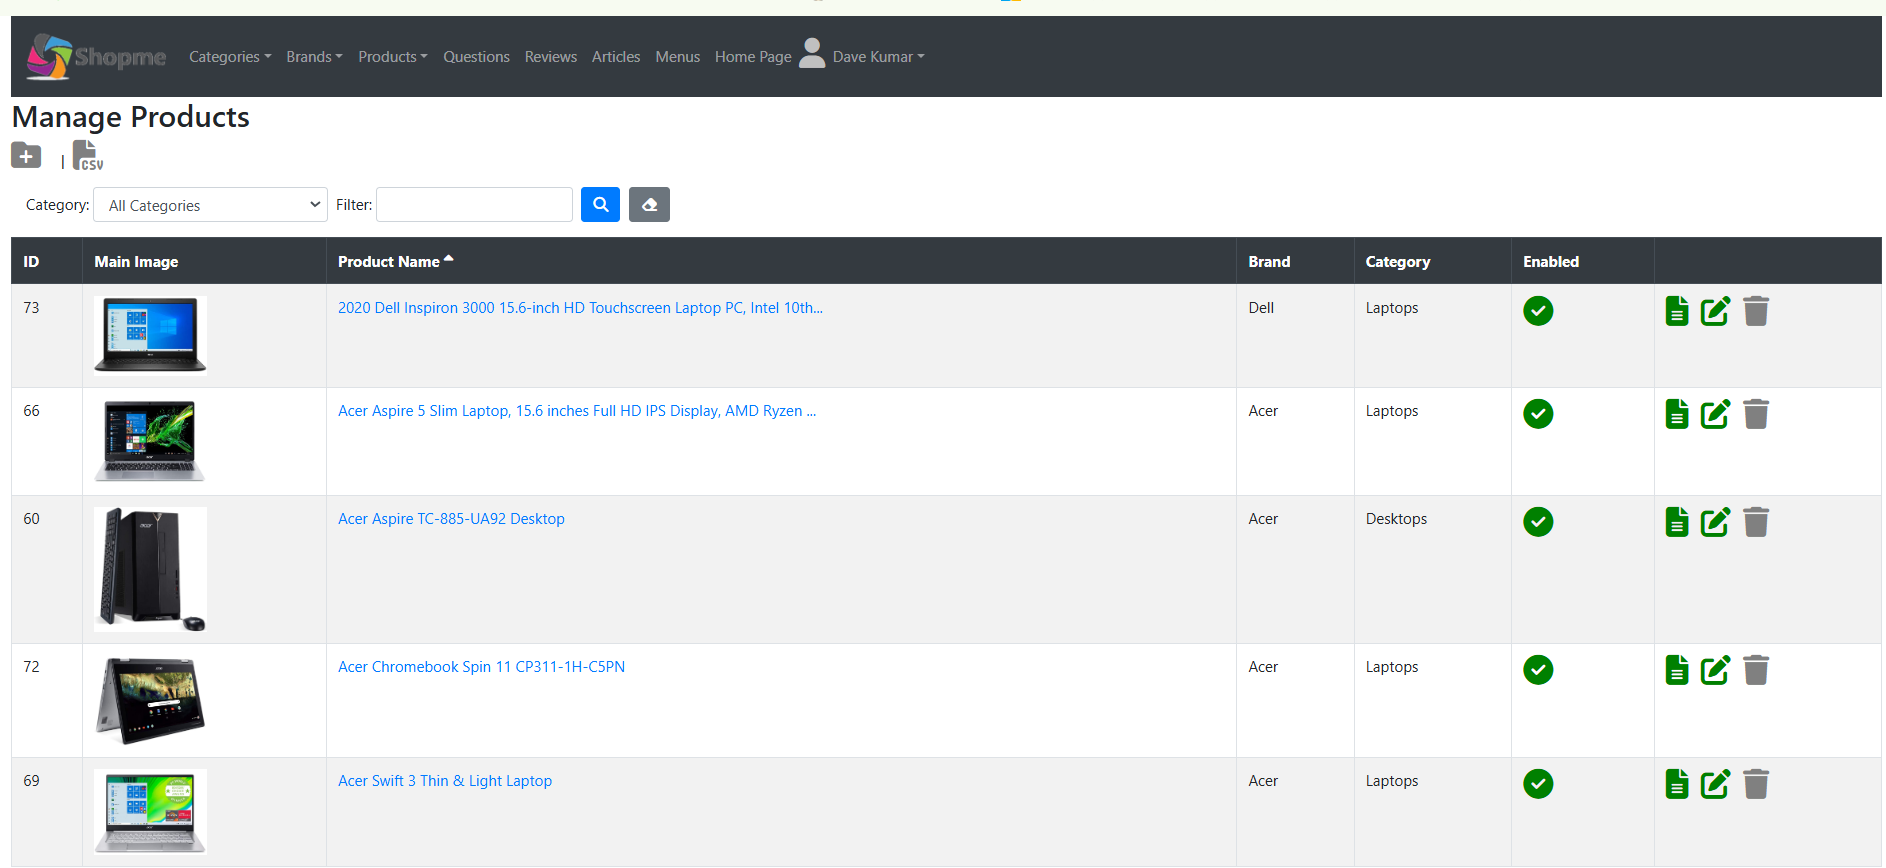 Shopme Categories Brands Products Questions Reviews Articles Menus Home Page Dave Kumar
Manage Products
| CSV
Category: All Categories Filter:
ID Main Image Product Name Brand Category Enabled
73 2020 Dell Inspiron 3000 15.6-inch HD Touchscreen Laptop PC, Intel 10th... Dell Laptops
66 Acer Aspire 5 Slim Laptop, 15.6 inches Full HD IPS Display, AMD Ryzen ... Acer Laptops
60 Acer Aspire TC-885-UA92 Desktop Acer Desktops
72 Acer Chromebook Spin 11 CP311-1H-C5PN Acer Laptops
69 Acer Swift 3 Thin & Light Laptop Acer Laptops